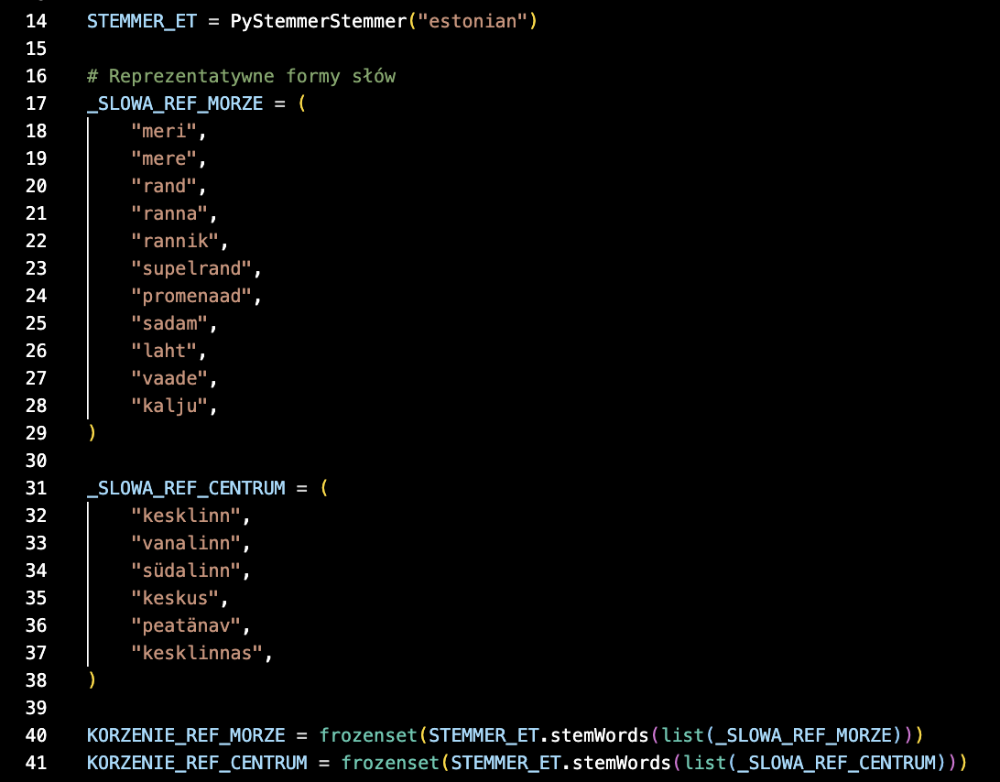 14 STEMMER_ET = PyStemmerStemmer("estonian")
15
16 # Reprezentatywne formy słów
17 _SLOWA_REF_MORZE = (
18 "meri",
19 "mere",
20 "rand",
21 "ranna",
22 "rannik",
23 "supelrand",
24 "promenaad",
25 "sadam",
26 "laht",
27 "vaade",
28 "kalju",
29 )
30
31 _SLOWA_REF_CENTRUM = (
32 "kesklinn",
33 "vanalinn",
34 "südalinn",
35 "keskus",
36 "peatänav",
37 "kesklinnas",
38 )
39
40 KORZENIE_REF_MORZE = frozenset(STEMMER_ET.stemWords(list(_SLOWA_REF_MORZE)))
41 KORZENIE_REF_CENTRUM = frozenset(STEMMER_ET.stemWords(list(_SLOWA_REF_CENTRUM)))